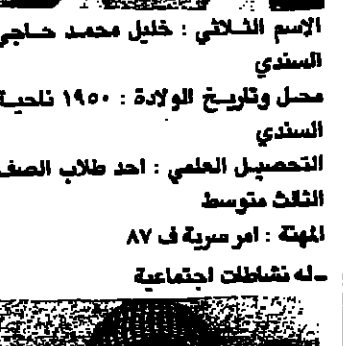 الاسم الثلاثي : خليل محمد حاجي
السندي
محل وتاريخ الولادة : ١٩٥٠ ناحية
السندي
التحصيل العلمي : احد طلاب الصف
الثالث متوسط
المهنة : امر سرية ف ٨٧
ـ له نشاطات اجتماعية